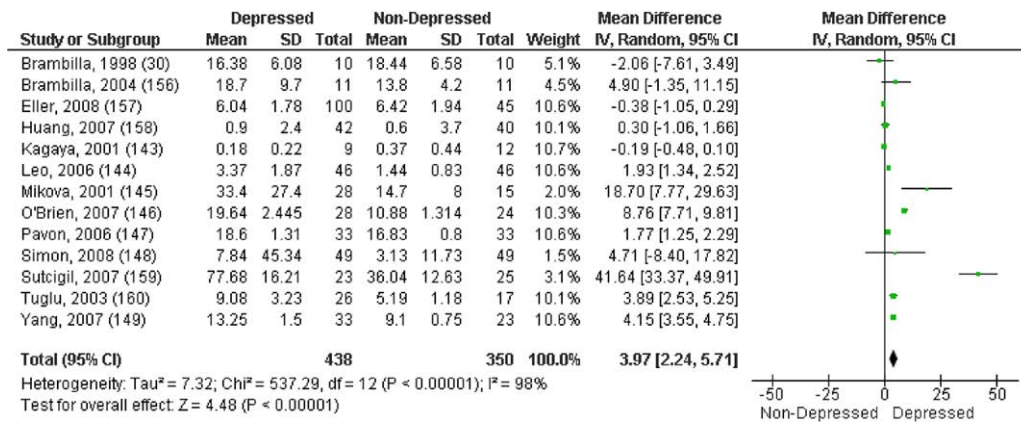 Depressed Non-Depressed Mean Difference Mean Difference
Study or Subgroup Mean SD Total Mean SD Total Weight IV, Random, 95% CI IV, Random, 95% CI
Brambilla, 1998 (30) 16.38 6.08 10 18.44 6.58 10 5.1% -2.06 [-7.61, 3.49]
Brambilla, 2004 (156) 18.7 9.7 11 13.8 4.2 11 4.5% 4.90 [-1.35, 11.15]
Eller, 2008 (157) 6.04 1.78 100 6.42 1.94 45 10.6% -0.38 [-1.05, 0.29]
Huang, 2007 (158) 0.9 2.4 42 0.6 3.7 40 10.1% 0.30 [-1.06, 1.66]
Kagaya, 2001 (143) 0.18 0.22 9 0.37 0.44 12 10.7% -0.19 [-0.48, 0.10]
Leo, 2006 (144) 3.37 1.87 46 1.44 0.83 46 10.6% 1.93 [1.34, 2.52]
Mikova, 2001 (145) 33.4 27.4 28 14.7 8 15 2.0% 18.70 [7.77, 29.63]
O'Brien, 2007 (146) 19.64 2.445 28 10.88 1.314 24 10.3% 8.76 [7.71, 9.81]
Pavon, 2006 (147) 18.6 1.31 33 16.83 0.8 33 10.7% 1.77 [1.25, 2.29]
Simon, 2008 (148) 7.84 45.34 49 3.13 11.73 49 1.5% 4.71 [-8.40, 17.82]
Sutcigil, 2007 (159) 77.68 16.21 23 36.04 12.63 25 3.1% 41.64 [33.37, 49.91]
Tuglu, 2003 (160) 9.08 3.23 26 5.19 1.18 17 10.1% 3.89 [2.53, 5.25]
Yang, 2007 (149) 13.25 1.5 33 9.1 0.75 23 10.6% 4.15 [3.55, 4.75]
Total (95% CI) 438 350 100.0% 3.97 [2.24, 5.71]
Heterogeneity: Tau² = 7.32; Chi² = 537.29, df = 12 (P < 0.00001); I² = 98%
Test for overall effect: Z = 4.48 (P < 0.00001)
-50 -25 0 25 50
Non-Depressed Depressed